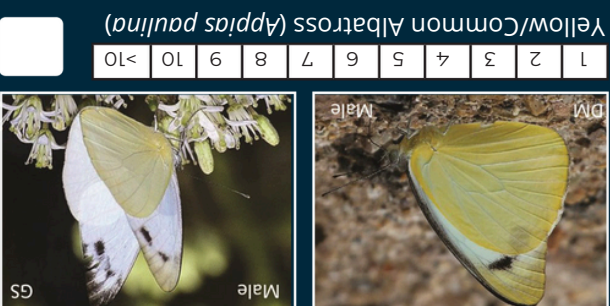 Male GS
DM Male
1 2 3 4 5 6 7 8 9 10 >10
Yellow/Common Albatross (Appias paulina)